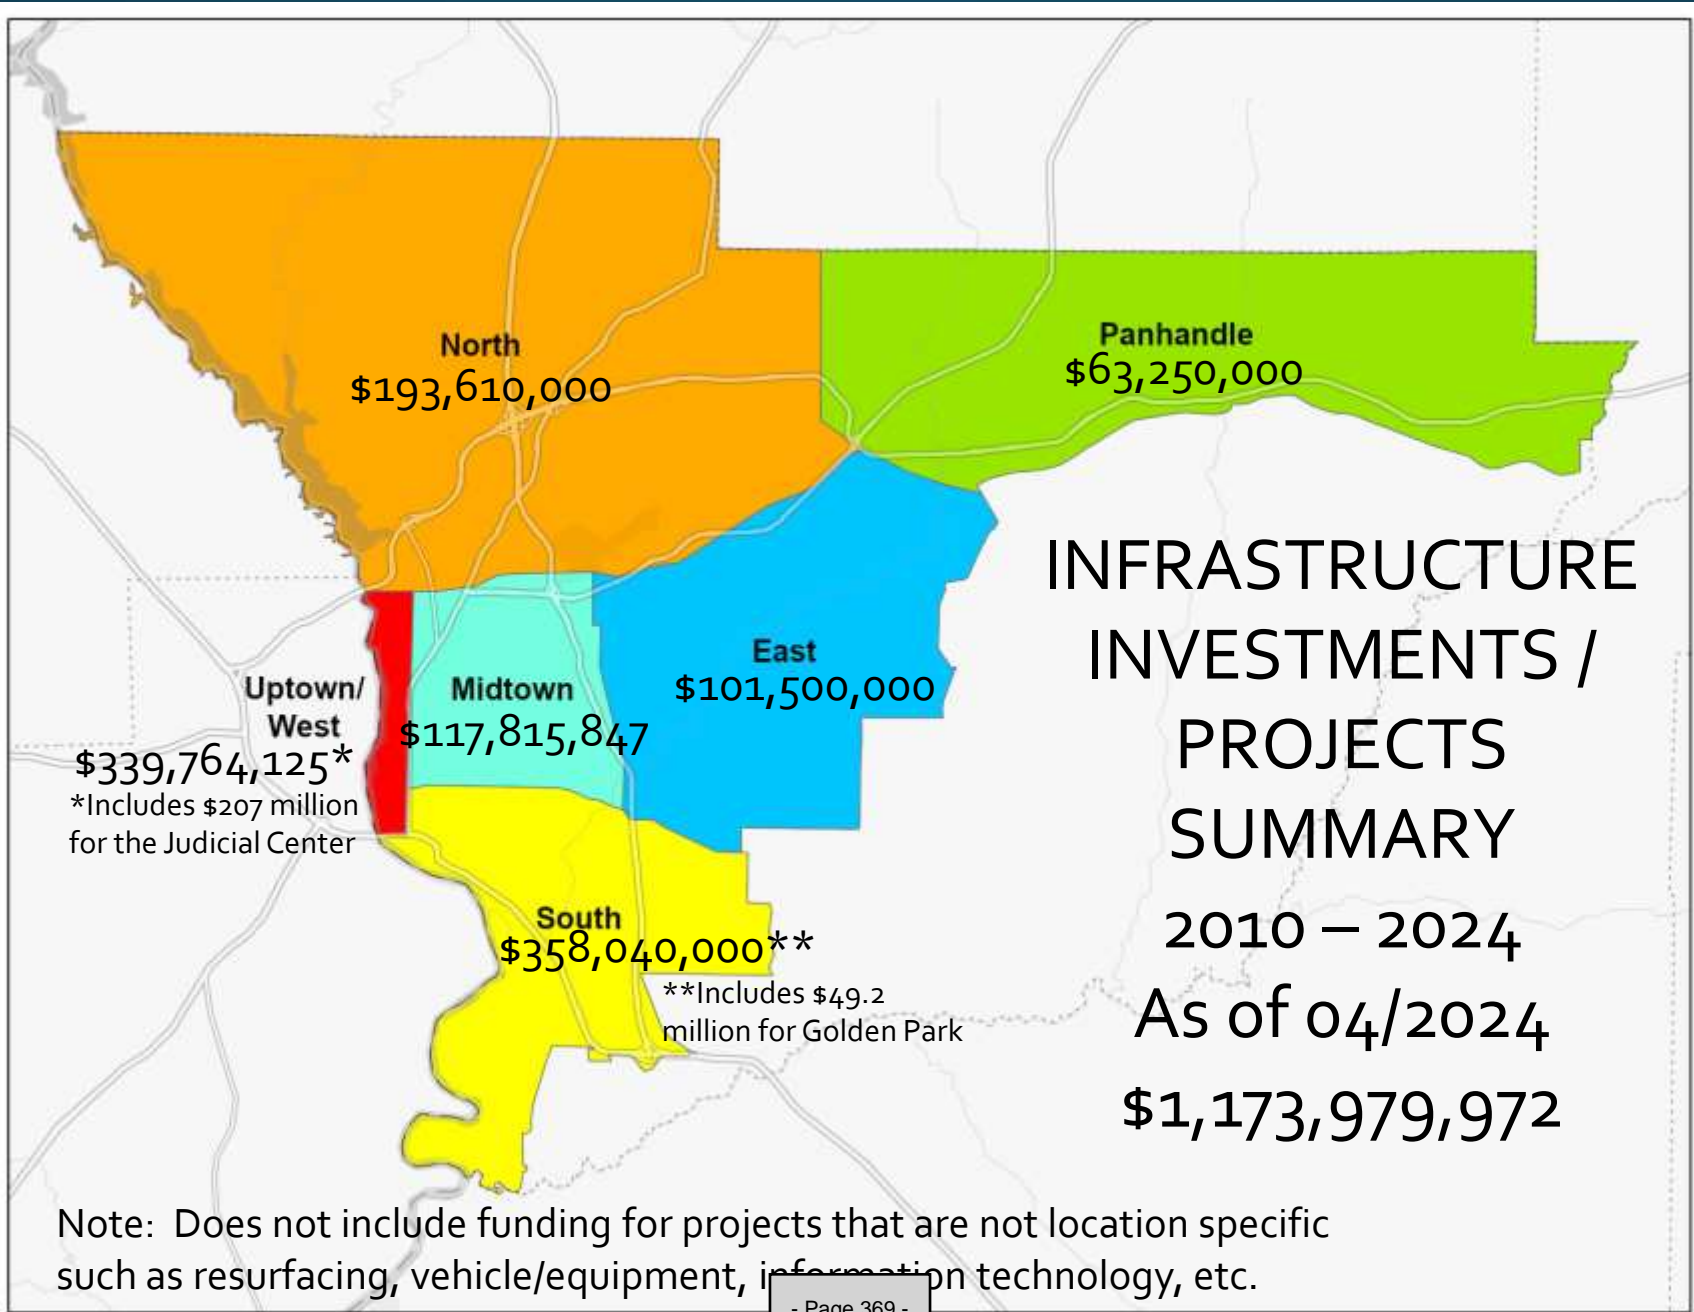 North
$193,610,000
Panhandle
$63,250,000
East
$101,500,000
Uptown/
West
$339,764,125*
*Includes $207 million
for the Judicial Center
Midtown
$117,815,847
South
$358,040,000**
**Includes $49.2
million for Golden Park
INFRASTRUCTURE
INVESTMENTS /
PROJECTS
SUMMARY
2010 – 2024
As of 04/2024
$1,173,979,972
Note: Does not include funding for projects that are not location specific
such as resurfacing, vehicle/equipment, information technology, etc.
- Page 369 -